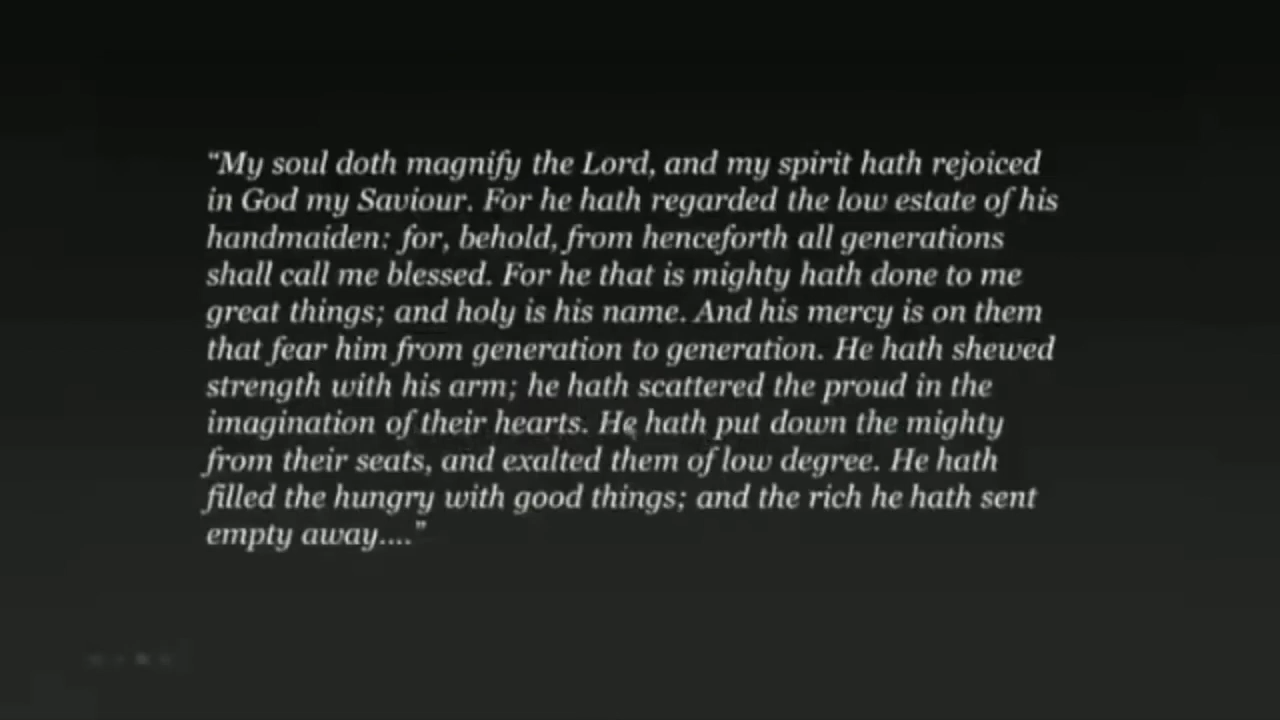 “My soul doth magnify the Lord, and my spirit hath rejoiced
in God my Saviour. For he hath regarded the low estate of his
handmaiden: for, behold, from henceforth all generations
shall call me blessed. For he that is mighty hath done to me
great things; and holy is his name. And his mercy is on them
that fear him from generation to generation. He hath shewed
strength with his arm; he hath scattered the proud in the
imagination of their hearts. He hath put down the mighty
from their seats, and exalted them of low degree. He hath
filled the hungry with good things; and the rich he hath sent
empty away....”